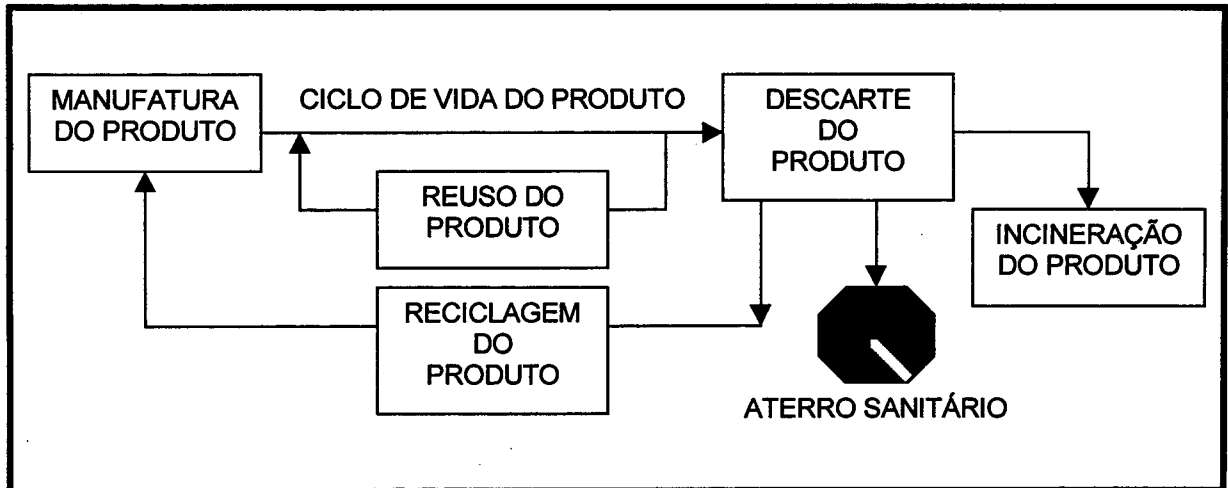 MANUFATURA
DO PRODUTO
CICLO DE VIDA DO PRODUTO
DESCARTE
DO
PRODUTO
REUSO DO
PRODUTO
INCINERAÇÃO
DO PRODUTO
RECICLAGEM
DO
PRODUTO
ATERRO SANITÁRIO